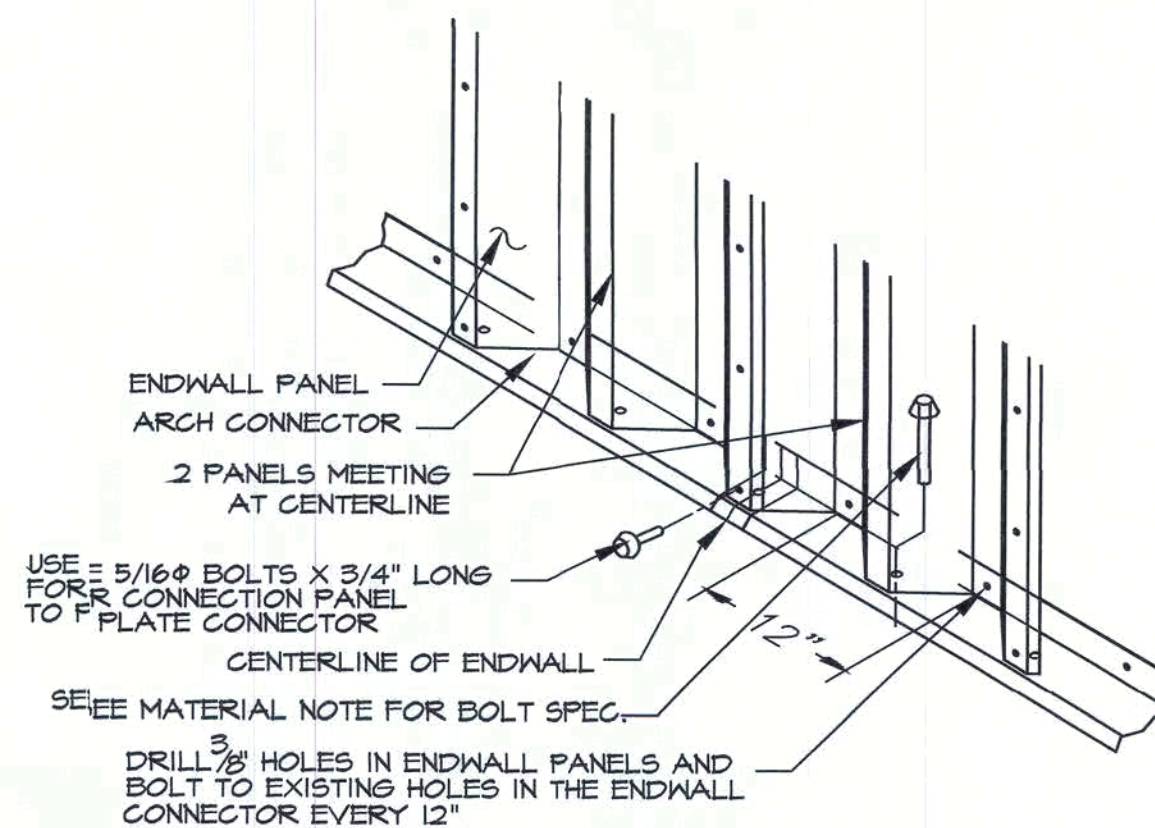 ENDWALL PANEL
ARCH CONNECTOR
2 PANELS MEETING
AT CENTERLINE
USE 5/16Φ BOLTS X 3/4" LONG
FOR CONNECTION PANEL
TO PLATE CONNECTOR
12"
CENTERLINE OF ENDWALL
SEE MATERIAL NOTE FOR BOLT SPEC.
DRILL 3/8" HOLES IN ENDWALL PANELS AND
BOLT TO EXISTING HOLES IN THE ENDWALL
CONNECTOR EVERY 12"